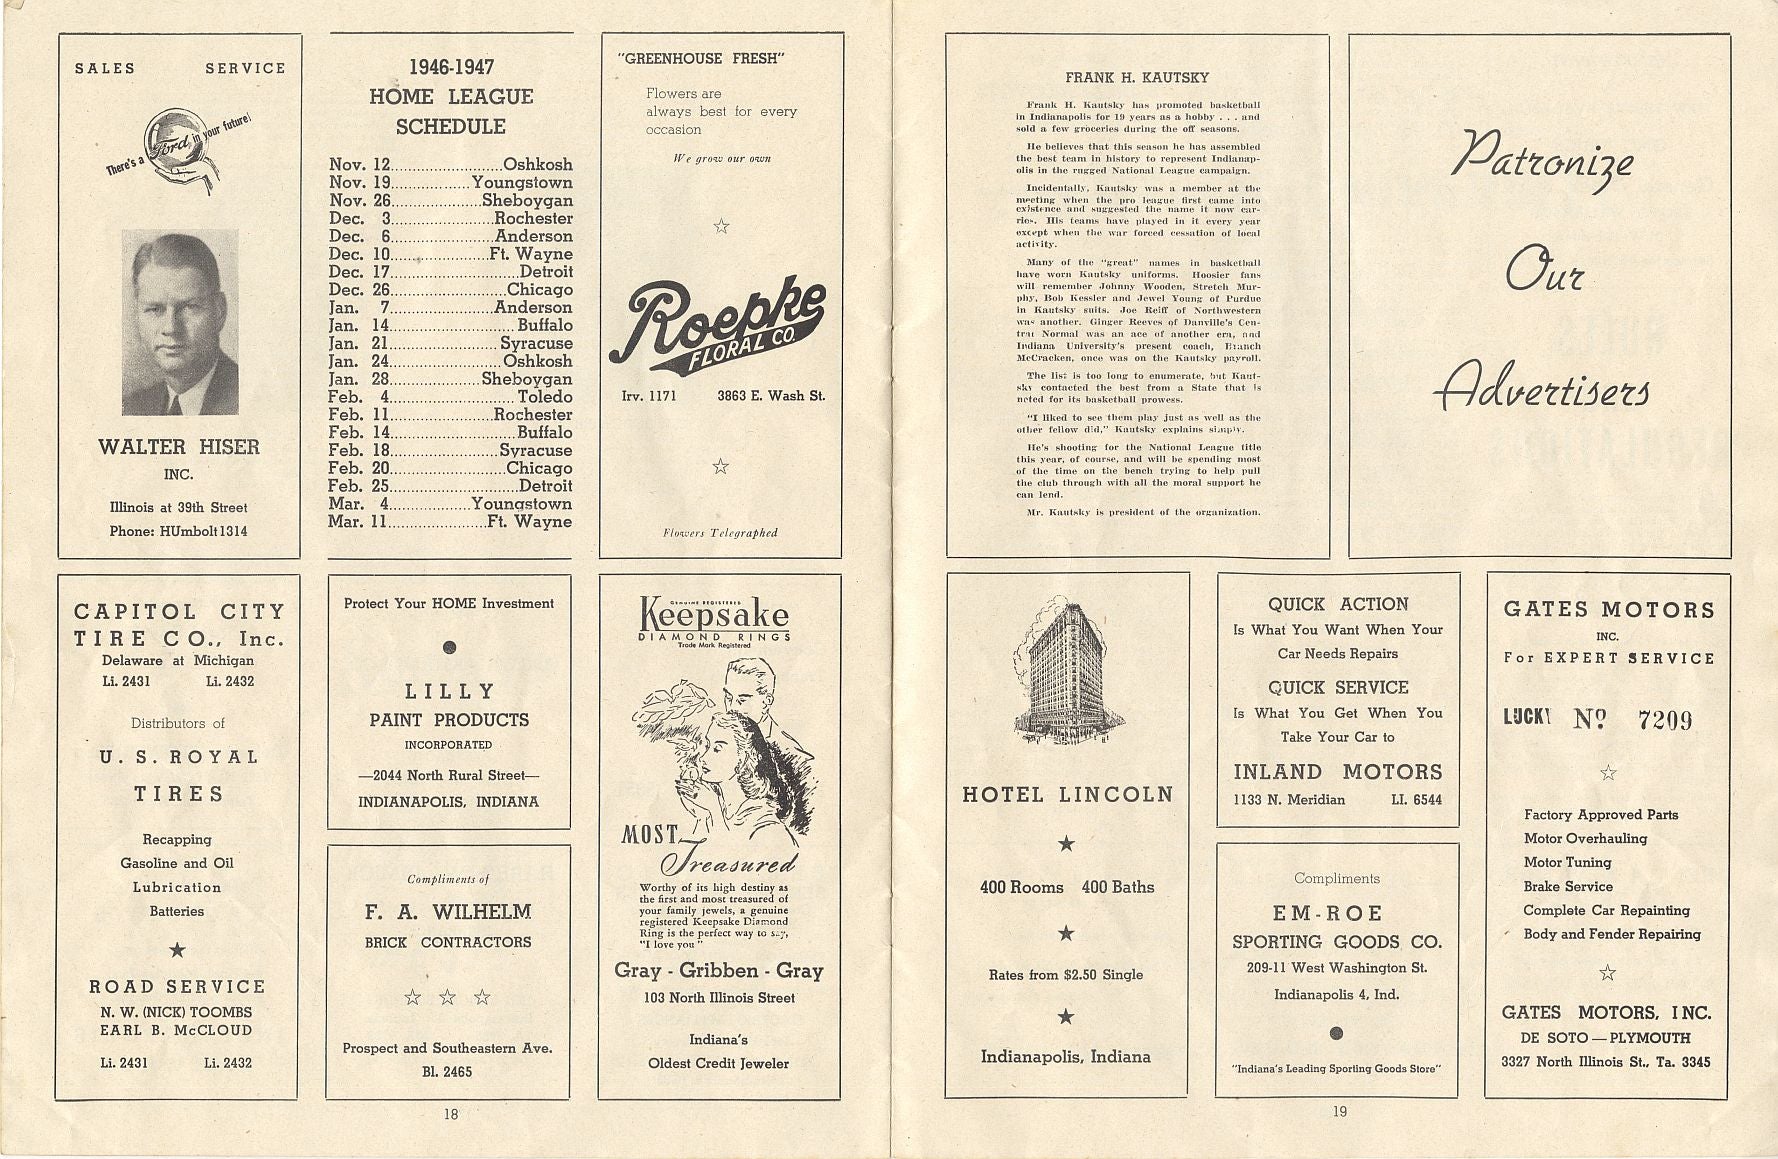 SALES SERVICE
There's a Ford in your future!
WALTER HISER
INC.
Illinois at 39th Street
Phone: HUmbolt 1314
1946-1947
HOME LEAGUE
SCHEDULE
Nov. 12......................Oshkosh
Nov. 19................Youngstown
Nov. 26..................Sheboygan
Dec. 3....................Rochester
Dec. 6....................Anderson
Dec. 10...................Ft. Wayne
Dec. 17.........................Detroit
Dec. 26.......................Chicago
Jan. 7....................Anderson
Jan. 14.........................Buffalo
Jan. 21.....................Syracuse
Jan. 24......................Oshkosh
Jan. 28..................Sheboygan
Feb. 4.........................Toledo
Feb. 11....................Rochester
Feb. 14.........................Buffalo
Feb. 18.....................Syracuse
Feb. 20.......................Chicago
Feb. 25.........................Detroit
Mar. 4................Youngstown
Mar. 11...................Ft. Wayne
"GREENHOUSE FRESH"
Flowers are
always best for every
occasion
We grow our own
Roepke
FLORAL CO.
Irv. 1171 3863 E. Wash St.
Flowers Telegraphed
CAPITOL CITY
TIRE CO., Inc.
Delaware at Michigan
Li. 2431 Li. 2432
Distributors of
U. S. ROYAL
TIRES
Recapping
Gasoline and Oil
Lubrication
Batteries
ROAD SERVICE
N. W. (NICK) TOOMBS
EARL B. McCLOUD
Li. 2431 Li. 2432
Protect Your HOME Investment
LILLY
PAINT PRODUCTS
INCORPORATED
—2044 North Rural Street—
INDIANAPOLIS, INDIANA
Compliments of
F. A. WILHELM
BRICK CONTRACTORS
Prospect and Southeastern Ave.
Bl. 2465
GENUINE REGISTERED
Keepsake
DIAMOND RINGS
Trade Mark Registered
MOST
Treasured
Worthy of its high destiny as
the first and most treasured of
your family jewels, a genuine
registered Keepsake Diamond
Ring is the perfect way to say,
"I love you"
Gray - Gribben - Gray
103 North Illinois Street
Indiana's
Oldest Credit Jeweler
18
FRANK H. KAUTSKY
Frank H. Kautsky has promoted basketball
in Indianapolis for 19 years as a hobby . . . and
sold a few groceries during the off seasons.
He believes that this season he has assembled
the best team in history to represent Indianap-
olis in the rugged National League campaign.
Incidentally, Kautsky was a member at the
meeting when the pro league first came into
existence and suggested the name it now car-
ries. His teams have played in it every year
except when the war forced cessation of local
activity.
Many of the "great" names in basketball
have worn Kautsky uniforms. Hoosier fans
will remember Johnny Wooden, Stretch Mur-
phy, Bob Kessler and Jewel Young of Purdue
in Kautsky suits. Joe Reiff of Northwestern
was another. Ginger Reeves of Danville's Cen-
tral Normal was an ace of another era, and
Indiana University's present coach, Branch
McCracken, once was on the Kautsky payroll.
The list is too long to enumerate, but Kaut-
sky contacted the best from a State that is
noted for its basketball prowess.
"I liked to see them play just as well as the
other fellow did," Kautsky explains simply.
He's shooting for the National League title
this year, of course, and will be spending most
of the time on the bench trying to help pull
the club through with all the moral support he
can lend.
Mr. Kautsky is president of the organization.
Patronize
Our
Advertisers
HOTEL LINCOLN
400 Rooms 400 Baths
Rates from $2.50 Single
Indianapolis, Indiana
QUICK ACTION
Is What You Want When Your
Car Needs Repairs
QUICK SERVICE
Is What You Get When You
Take Your Car to
INLAND MOTORS
1133 N. Meridian LI. 6544
Compliments
EM-ROE
SPORTING GOODS CO.
209-11 West Washington St.
Indianapolis 4, Ind.
"Indiana's Leading Sporting Goods Store"
GATES MOTORS
INC.
For EXPERT SERVICE
LUCKY Nº 7209
Factory Approved Parts
Motor Overhauling
Motor Tuning
Brake Service
Complete Car Repainting
Body and Fender Repairing
GATES MOTORS, INC.
DE SOTO — PLYMOUTH
3327 North Illinois St., Ta. 3345
19